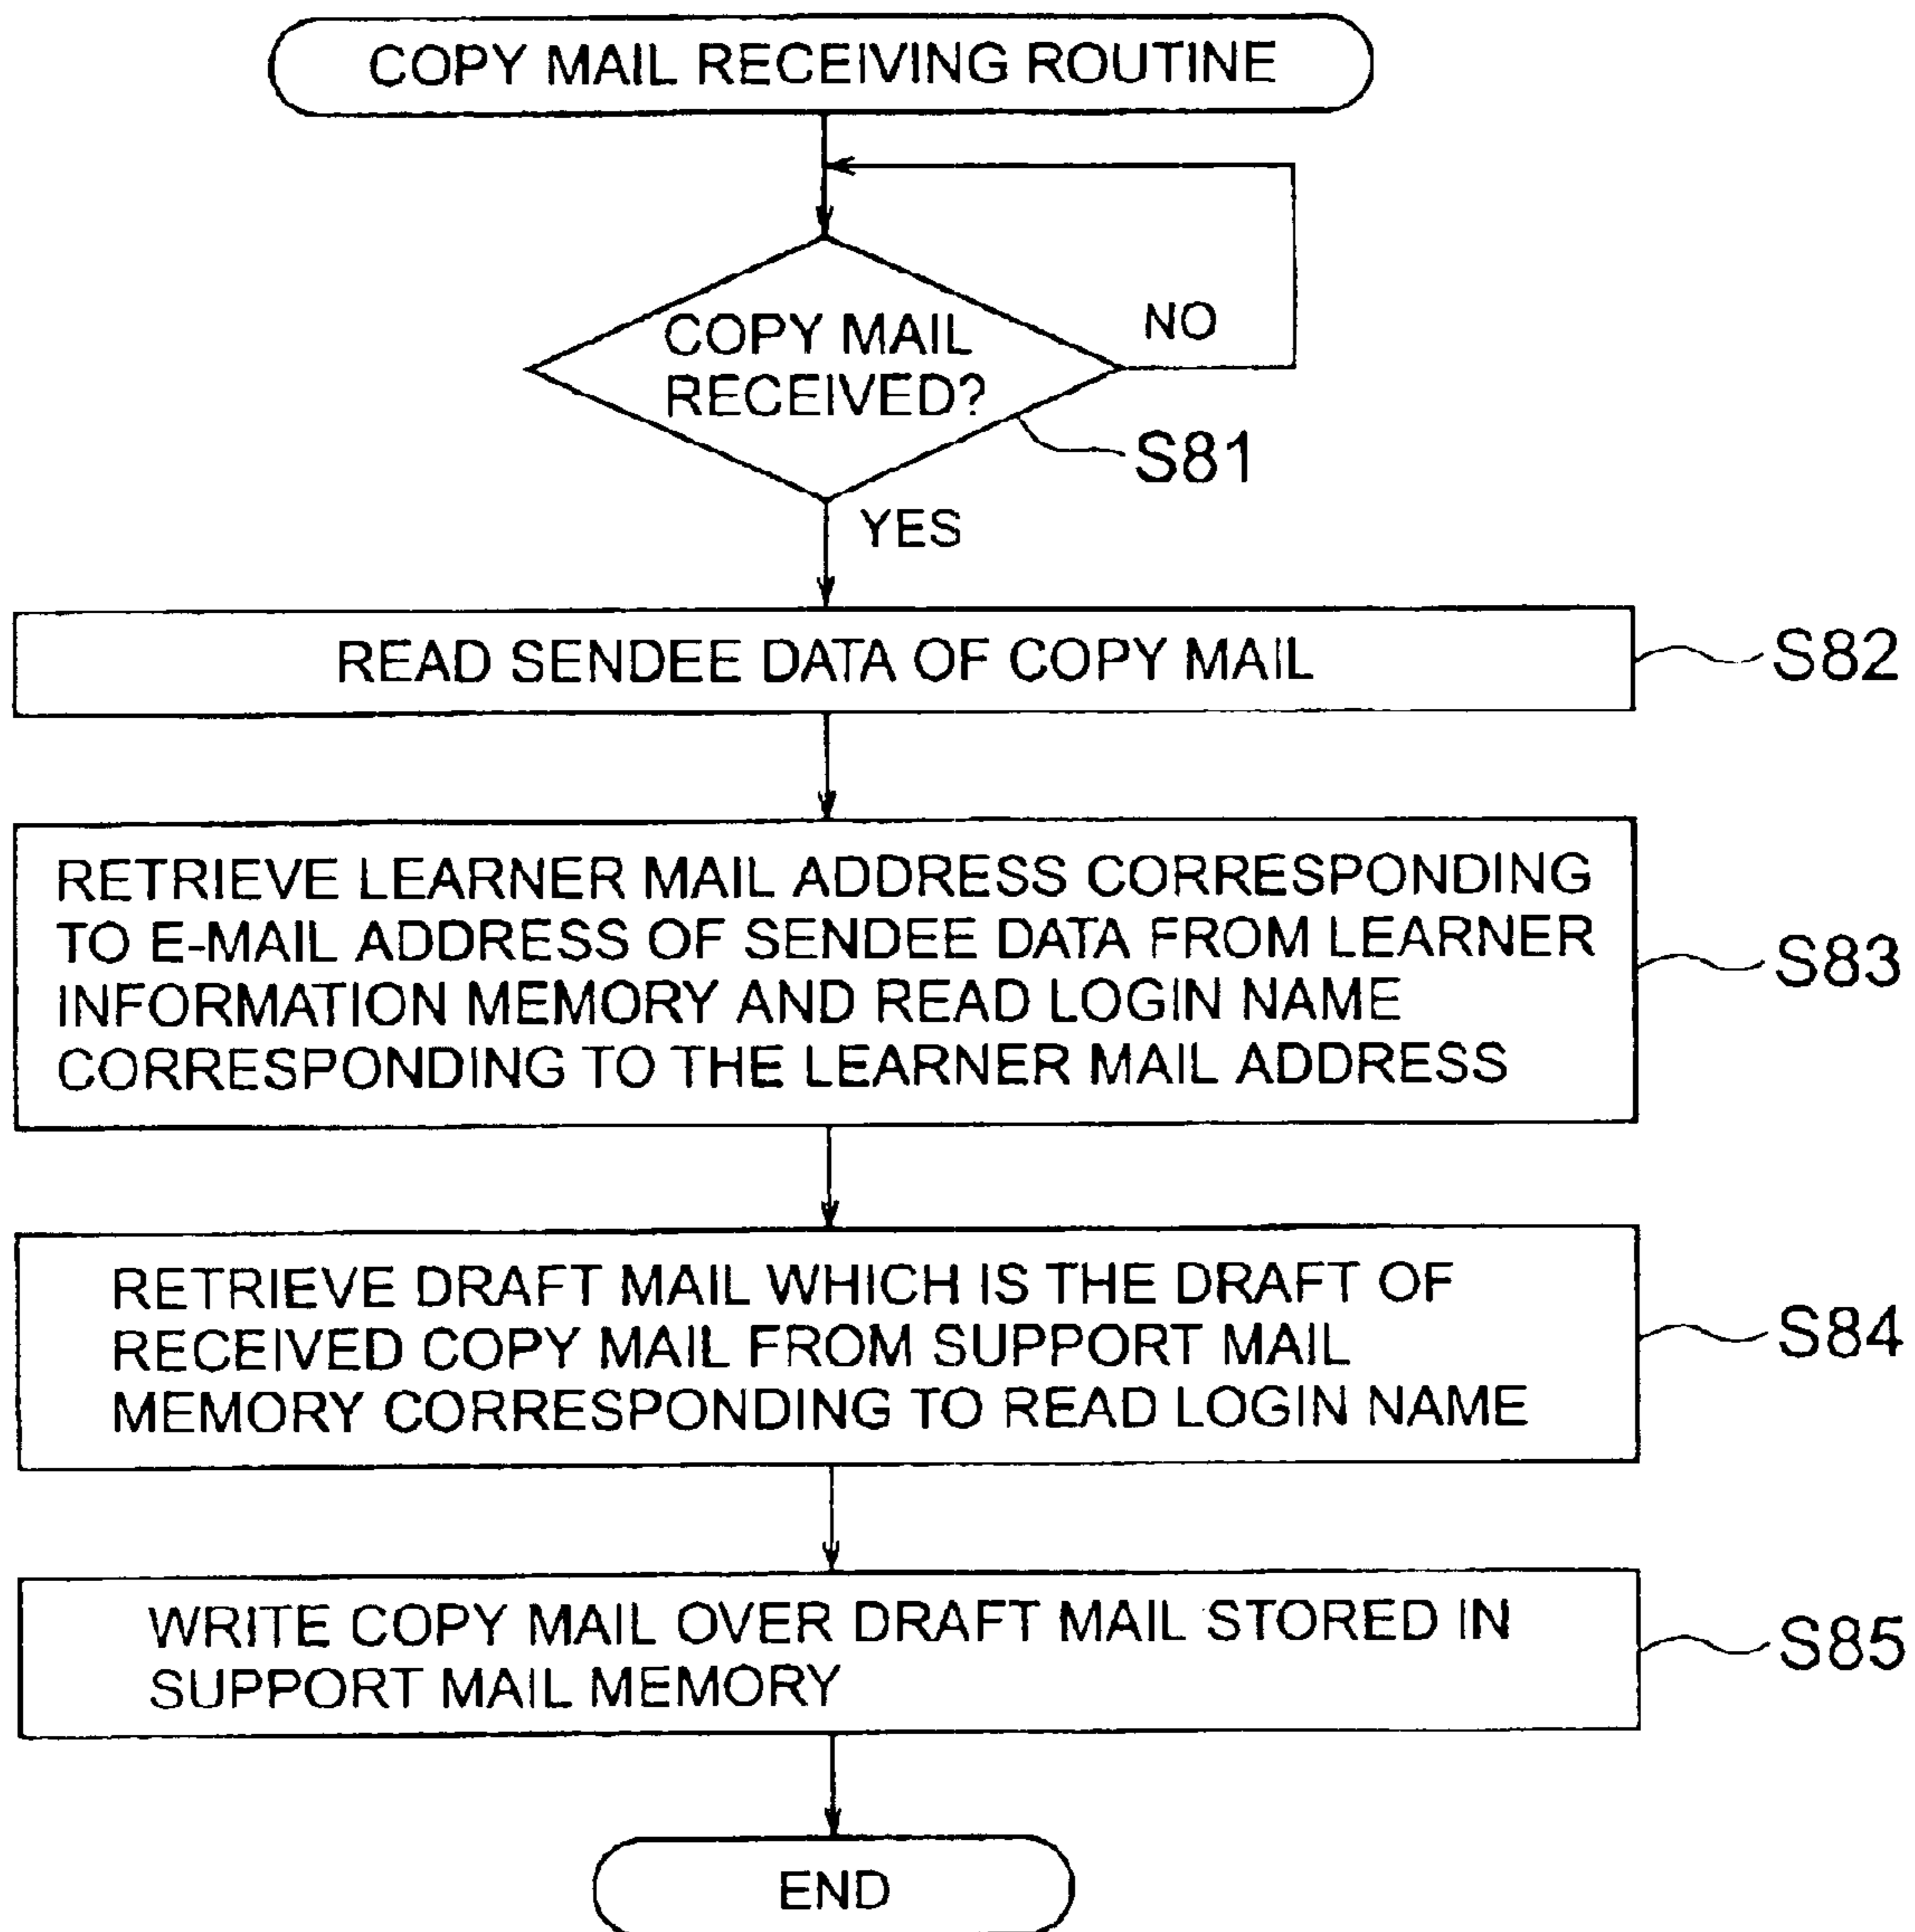 COPY MAIL RECEIVING ROUTINE
COPY MAIL
RECEIVED?
NO
S81
YES
READ SENDEE DATA OF COPY MAIL
S82
RETRIEVE LEARNER MAIL ADDRESS CORRESPONDING
TO E-MAIL ADDRESS OF SENDEE DATA FROM LEARNER
INFORMATION MEMORY AND READ LOGIN NAME
CORRESPONDING TO THE LEARNER MAIL ADDRESS
S83
RETRIEVE DRAFT MAIL WHICH IS THE DRAFT OF
RECEIVED COPY MAIL FROM SUPPORT MAIL
MEMORY CORRESPONDING TO READ LOGIN NAME
S84
WRITE COPY MAIL OVER DRAFT MAIL STORED IN
SUPPORT MAIL MEMORY
S85
END